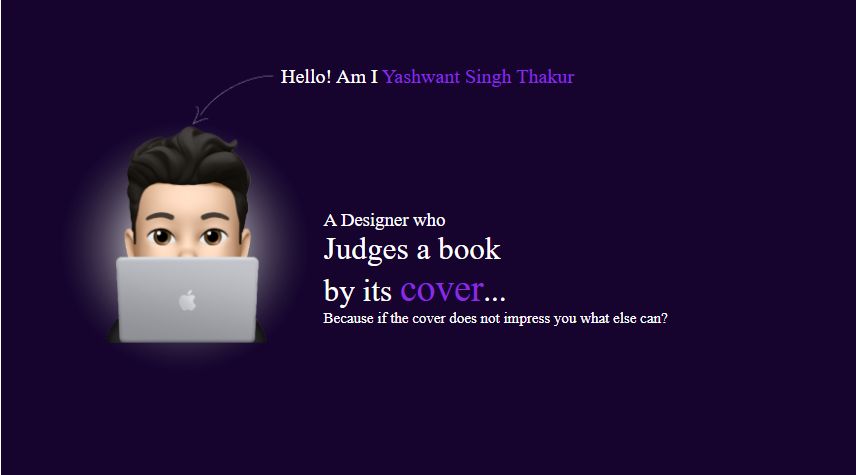 Hello! Am I Yashwant Singh Thakur
A Designer who
Judges a book
by its cover...
Because if the cover does not impress you what else can?